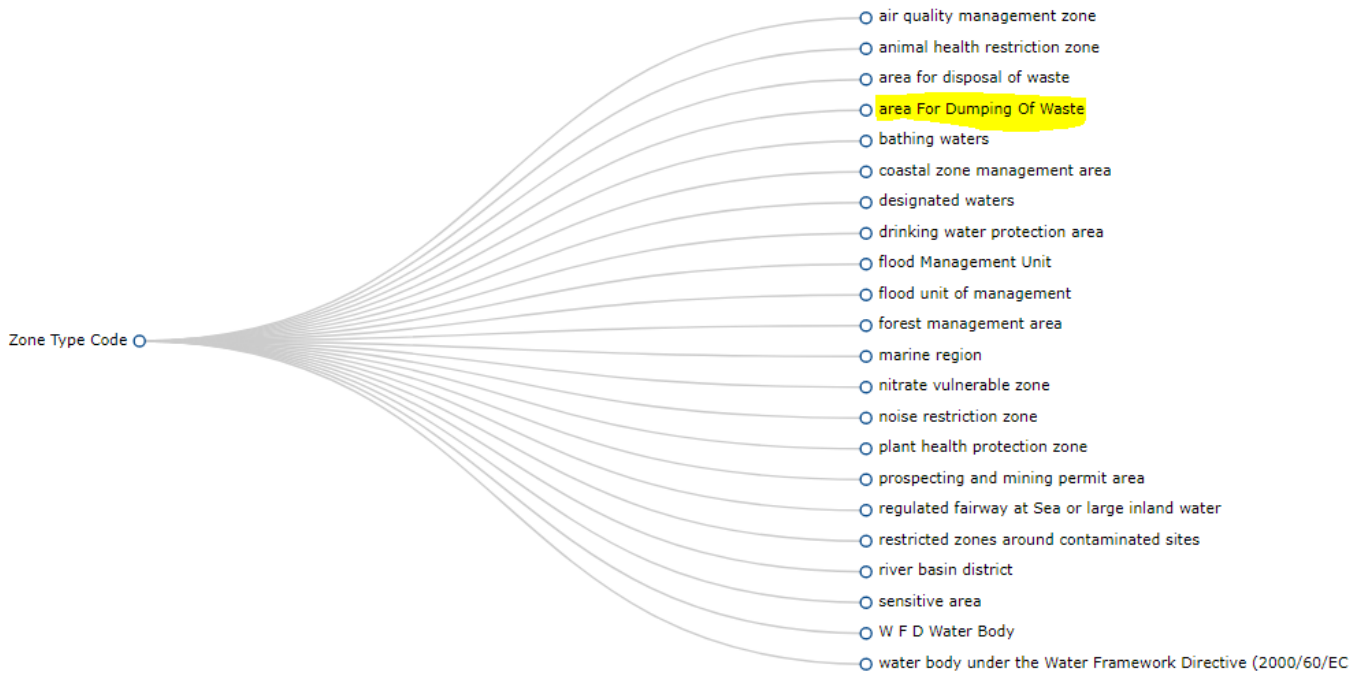 air quality management zone
animal health restriction zone
area for disposal of waste
area For Dumping Of Waste
bathing waters
coastal zone management area
designated waters
drinking water protection area
flood Management Unit
flood unit of management
forest management area
Zone Type Code
marine region
nitrate vulnerable zone
noise restriction zone
plant health protection zone
prospecting and mining permit area
regulated fairway at Sea or large inland water
restricted zones around contaminated sites
river basin district
sensitive area
W F D Water Body
water body under the Water Framework Directive (2000/60/EC